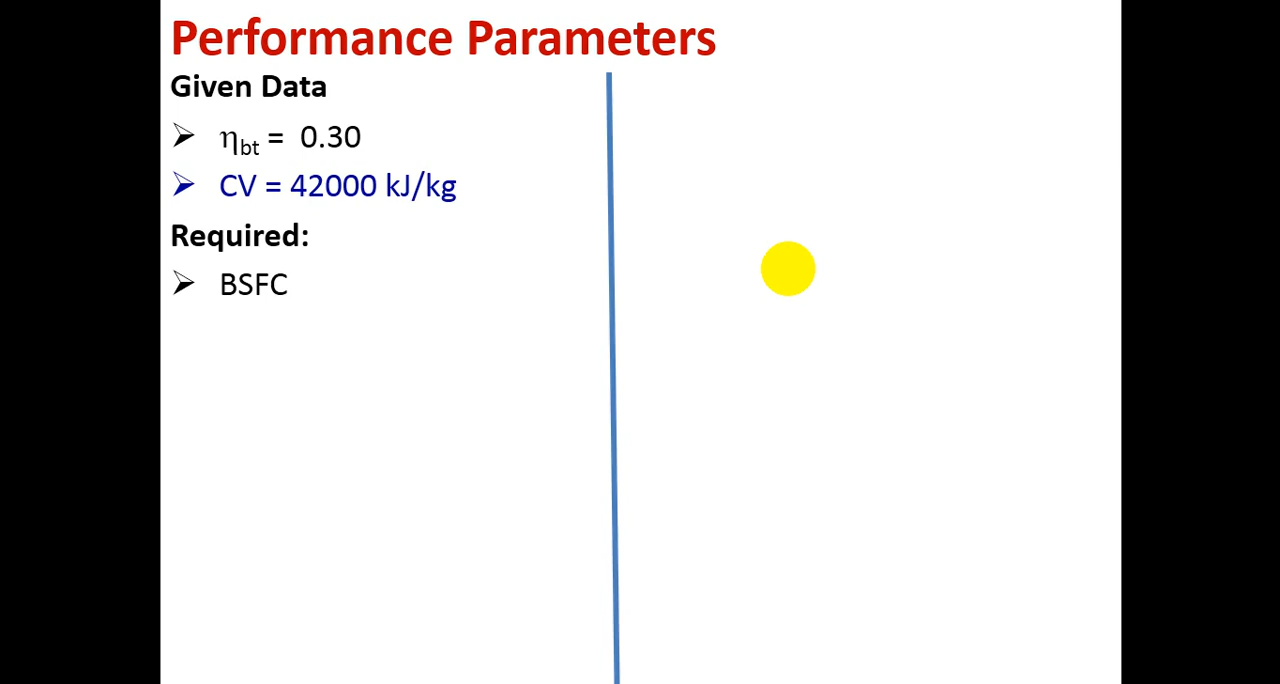 Performance Parameters
Given Data
➢ ηbt = 0.30
➢ CV = 42000 kJ/kg
Required:
➢ BSFC